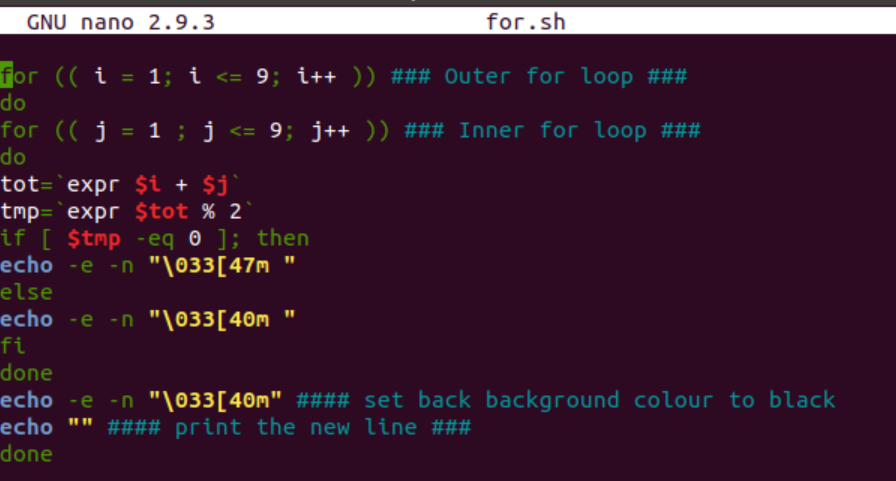 GNU nano 2.9.3 for.sh
for (( i = 1; i <= 9; i++ )) ### Outer for loop ###
do
for (( j = 1 ; j <= 9; j++ )) ### Inner for loop ###
do
tot=`expr $i + $j`
tmp=`expr $tot % 2`
if [ $tmp -eq 0 ]; then
echo -e -n "\033[47m "
else
echo -e -n "\033[40m "
fi
done
echo -e -n "\033[40m" #### set back background colour to black
echo "" #### print the new line ###
done